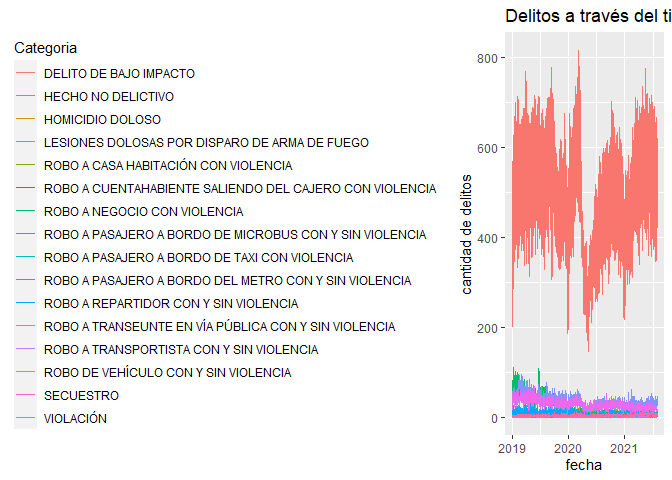 Delitos a través del ti
Categoria
DELITO DE BAJO IMPACTO
HECHO NO DELICTIVO
HOMICIDIO DOLOSO
LESIONES DOLOSAS POR DISPARO DE ARMA DE FUEGO
ROBO A CASA HABITACIÓN CON VIOLENCIA
ROBO A CUENTAHABIENTE SALIENDO DEL CAJERO CON VIOLENCIA
ROBO A NEGOCIO CON VIOLENCIA
ROBO A PASAJERO A BORDO DE MICROBUS CON Y SIN VIOLENCIA
ROBO A PASAJERO A BORDO DE TAXI CON VIOLENCIA
ROBO A PASAJERO A BORDO DEL METRO CON Y SIN VIOLENCIA
ROBO A REPARTIDOR CON Y SIN VIOLENCIA
ROBO A TRANSEUNTE EN VÍA PÚBLICA CON Y SIN VIOLENCIA
ROBO A TRANSPORTISTA CON Y SIN VIOLENCIA
ROBO DE VEHÍCULO CON Y SIN VIOLENCIA
SECUESTRO
VIOLACIÓN
cantidad de delitos
800
600
400
200
0
2019 2020 2021
fecha